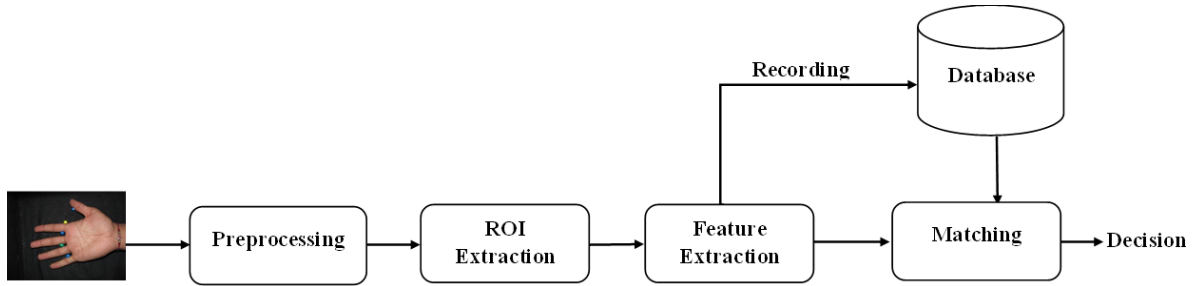 Recording
Database
Preprocessing
ROI
Extraction
Feature
Extraction
Matching
Decision